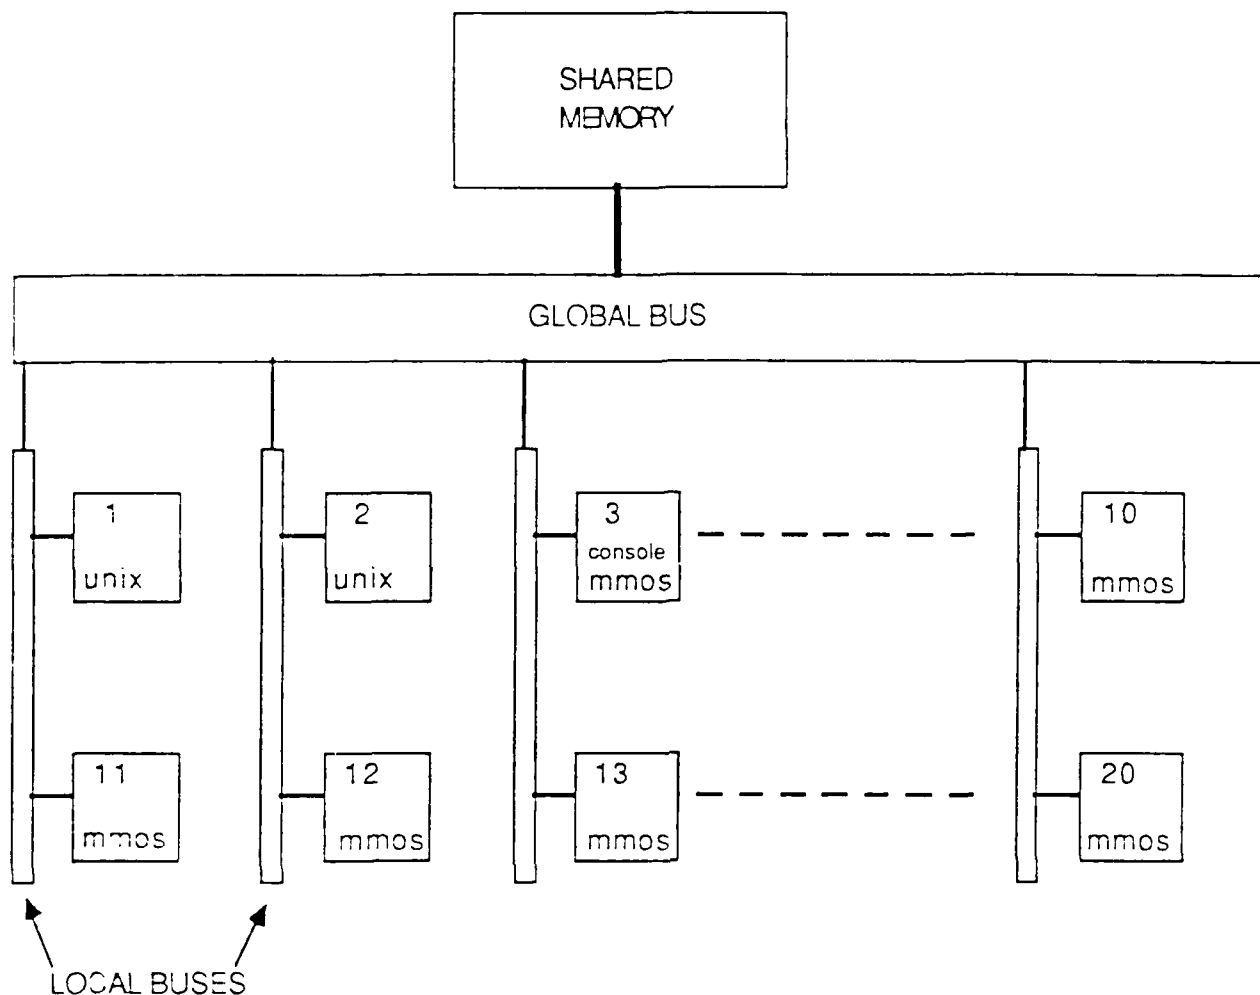 SHARED
MEMORY
GLOBAL BUS
1
unix
2
unix
3
console
mmos
10
mmos
11
mmos
12
mmos
13
mmos
20
mmos
LOCAL BUSES